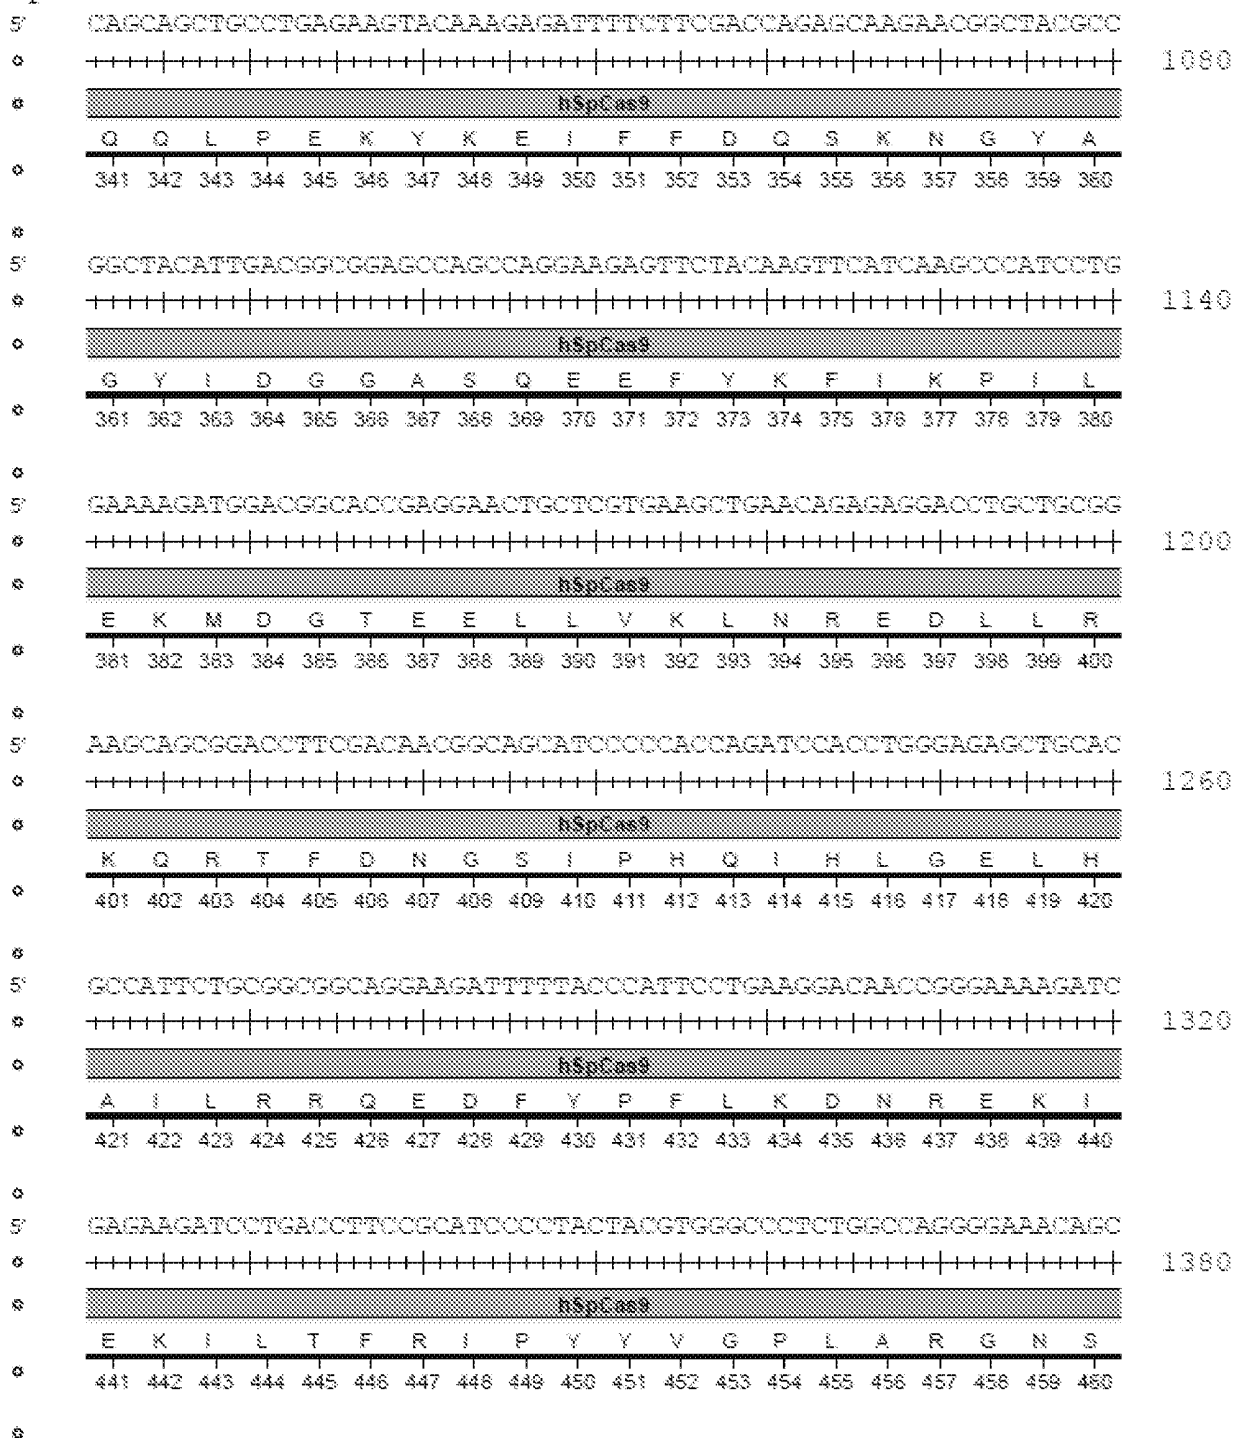 5' CAGCAGCTGCCTGAGAAGTACAAAGAGATTTTCTTCGACCAGAGCAAGAACGGCTACGCC
1080
hSpCas9
Q Q L P E K Y K E I F F D Q S K N G Y A
341 342 343 344 345 346 347 348 349 350 351 352 353 354 355 356 357 358 359 360
5' GGCTACATTGACGGCGGAGCCAGCCAGGAAGAGTTCTACAAGTTCATCAAGCCCATCCTG
1140
hSpCas9
G Y I D G G A S Q E E F Y K F I K P I L
361 362 363 364 365 366 367 368 369 370 371 372 373 374 375 376 377 378 379 380
5' GAAAAGATGGACGGCACCGAGGAACTGCTCGTGAAGCTGAACAGAGAGGACCTGCTGCGG
1200
hSpCas9
E K M D G T E E L L V K L N R E D L L R
381 382 383 384 385 386 387 388 389 390 391 392 393 394 395 396 397 398 399 400
5' AAGCAGCGGACCTTCGACAACGGCAGCATCCCCCACCAGATCCACCTGGGAGAGCTGCAC
1260
hSpCas9
K Q R T F D N G S I P H Q I H L G E L H
401 402 403 404 405 406 407 408 409 410 411 412 413 414 415 416 417 418 419 420
5' GCCATTCTGCGGCGGCAGGAAGATTTTTACCCATTCCTGAAGGACAACCGGGAAAAGATC
1320
hSpCas9
A I L R R Q E D F Y P F L K D N R E K I
421 422 423 424 425 426 427 428 429 430 431 432 433 434 435 436 437 438 439 440
5' GAGAAGATCCTGACCTTCCGCATCCCCTACTACGTGGGCCCTCTGGCCAGGGGAAACAGC
1380
hSpCas9
E K I L T F R I P Y Y V G P L A R G N S
441 442 443 444 445 446 447 448 449 450 451 452 453 454 455 456 457 458 459 460